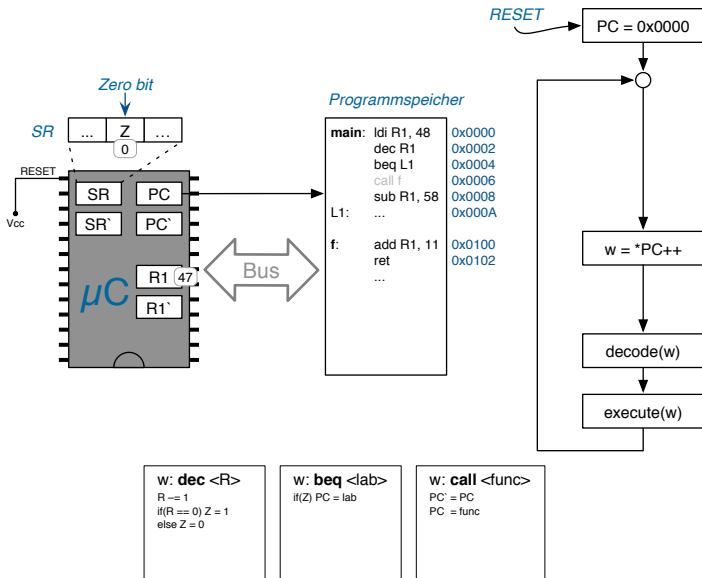 RESET
PC = 0x0000
Zero bit
Programmspeicher
SR
... Z ...
0
main: ldi R1, 48 0x0000
dec R1 0x0002
beq L1 0x0004
call f 0x0006
sub R1, 58 0x0008
L1: ... 0x000A
f: add R1, 11 0x0100
ret 0x0102
...
RESET
Vcc
SR PC
SR` PC`
R1 47
R1`
µC
Bus
w = *PC++
decode(w)
execute(w)
w: dec <R>
R −= 1
if(R == 0) Z = 1
else Z = 0
w: beq <lab>
if(Z) PC = lab
w: call <func>
PC` = PC
PC = func